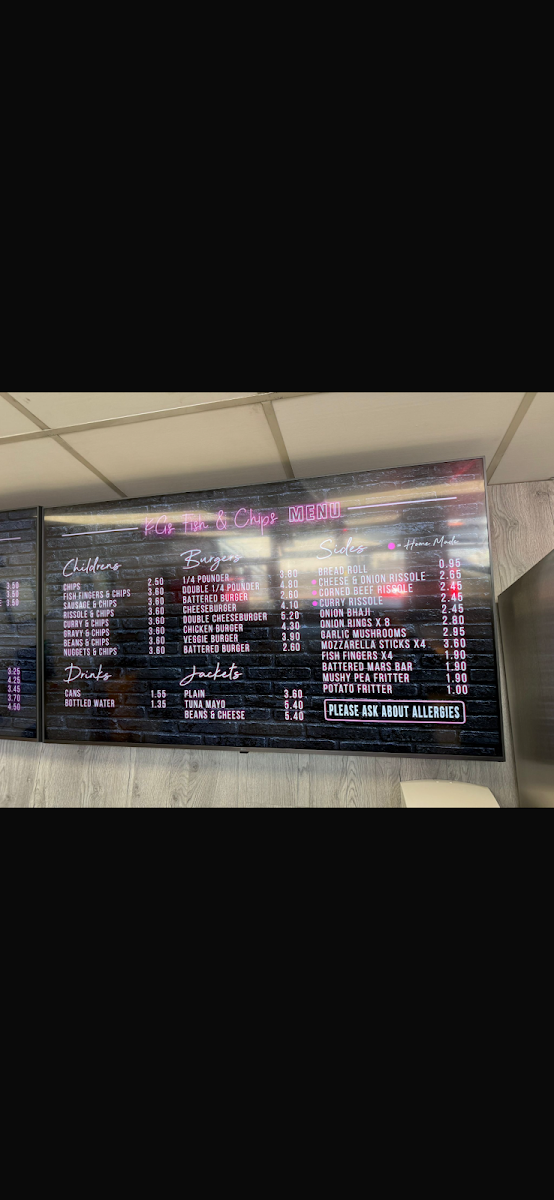 KGs Fish & Chips MENU
Childrens
CHIPS 2.50
FISH FINGERS & CHIPS 3.60
SAUSAGE & CHIPS 3.60
RISSOLE & CHIPS 3.60
CURRY & CHIPS 3.60
GRAVY & CHIPS 3.60
BEANS & CHIPS 3.60
NUGGETS & CHIPS 3.60
Drinks
CANS 1.55
BOTTLED WATER 1.35
Burgers
1/4 POUNDER
DOUBLE 1/4 POUNDER 4.80
BATTERED BURGER
CHEESEBURGER 4.10
DOUBLE CHEESEBURGER 5.20
CHICKEN BURGER 4.30
VEGGIE BURGER 3.90
BATTERED BURGER 2.60
Jackets
PLAIN 3.60
TUNA MAYO 5.40
BEANS & CHEESE 5.40
Sides = Home Made
BREAD ROLL 0.95
CHEESE & ONION RISSOLE 2.65
CORNED BEEF RISSOLE 2.45
CURRY RISSOLE 2.45
ONION BHAJI 2.45
ONION RINGS X 8 2.80
GARLIC MUSHROOMS 2.95
MOZZARELLA STICKS X4 3.60
FISH FINGERS X4 1.90
BATTERED MARS BAR 1.90
MUSHY PEA FRITTER 1.90
POTATO FRITTER 1.00
PLEASE ASK ABOUT ALLERGIES